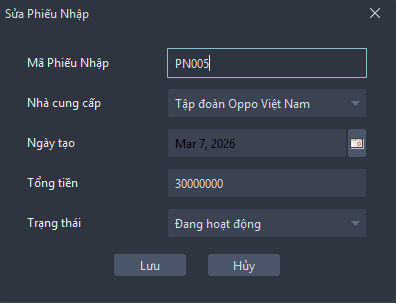 Sửa Phiếu Nhập
Mã Phiếu Nhập PN005
Nhà cung cấp Tập đoàn Oppo Việt Nam
Ngày tạo Mar 7, 2026
Tổng tiền 30000000
Trạng thái Đang hoạt động
Lưu Hủy